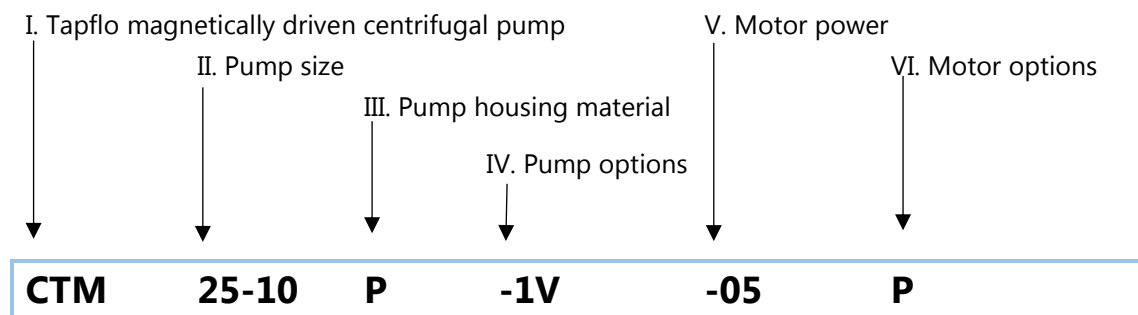 I. Tapflo magnetically driven centrifugal pump V. Motor power
II. Pump size VI. Motor options
III. Pump housing material
IV. Pump options
CTM 25-10 P -1V -05 P